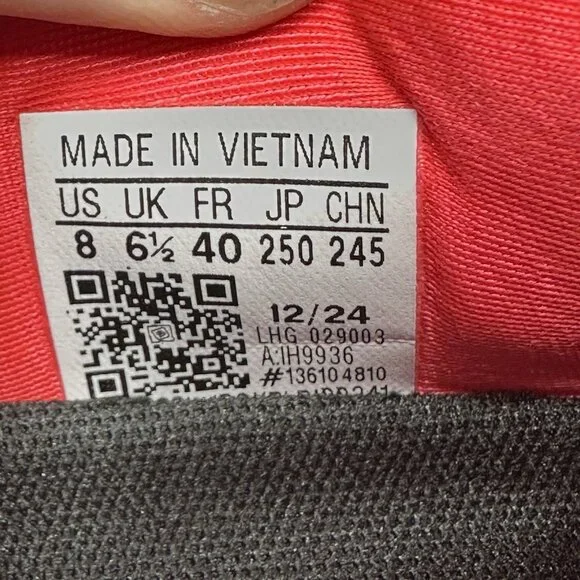 MADE IN VIETNAM
US UK FR JP CHN
8 6½ 40 250 245
12/24
LHG 029003
A:IH9936
#136104810